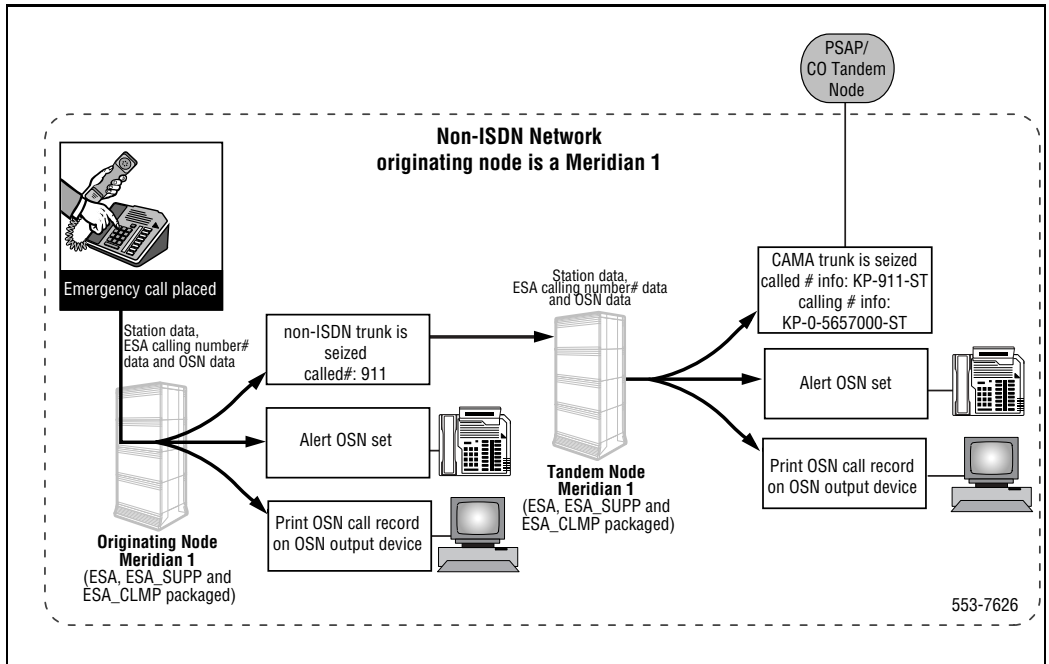 PSAP/
CO Tandem
Node
Non-ISDN Network
originating node is a Meridian 1
Emergency call placed
Station data,
ESA calling number#
data and OSN data
non-ISDN trunk is
seized
called#: 911
Alert OSN set
Print OSN call record
on OSN output device
Originating Node
Meridian 1
(ESA, ESA_SUPP and
ESA_CLMP packaged)
Station data,
ESA calling number# data
and OSN data
Tandem Node
Meridian 1
(ESA, ESA_SUPP and
ESA_CLMP packaged)
CAMA trunk is seized
called # info: KP-911-ST
calling # info:
KP-0-5657000-ST
Alert OSN set
Print OSN call record
on OSN output device
553-7626